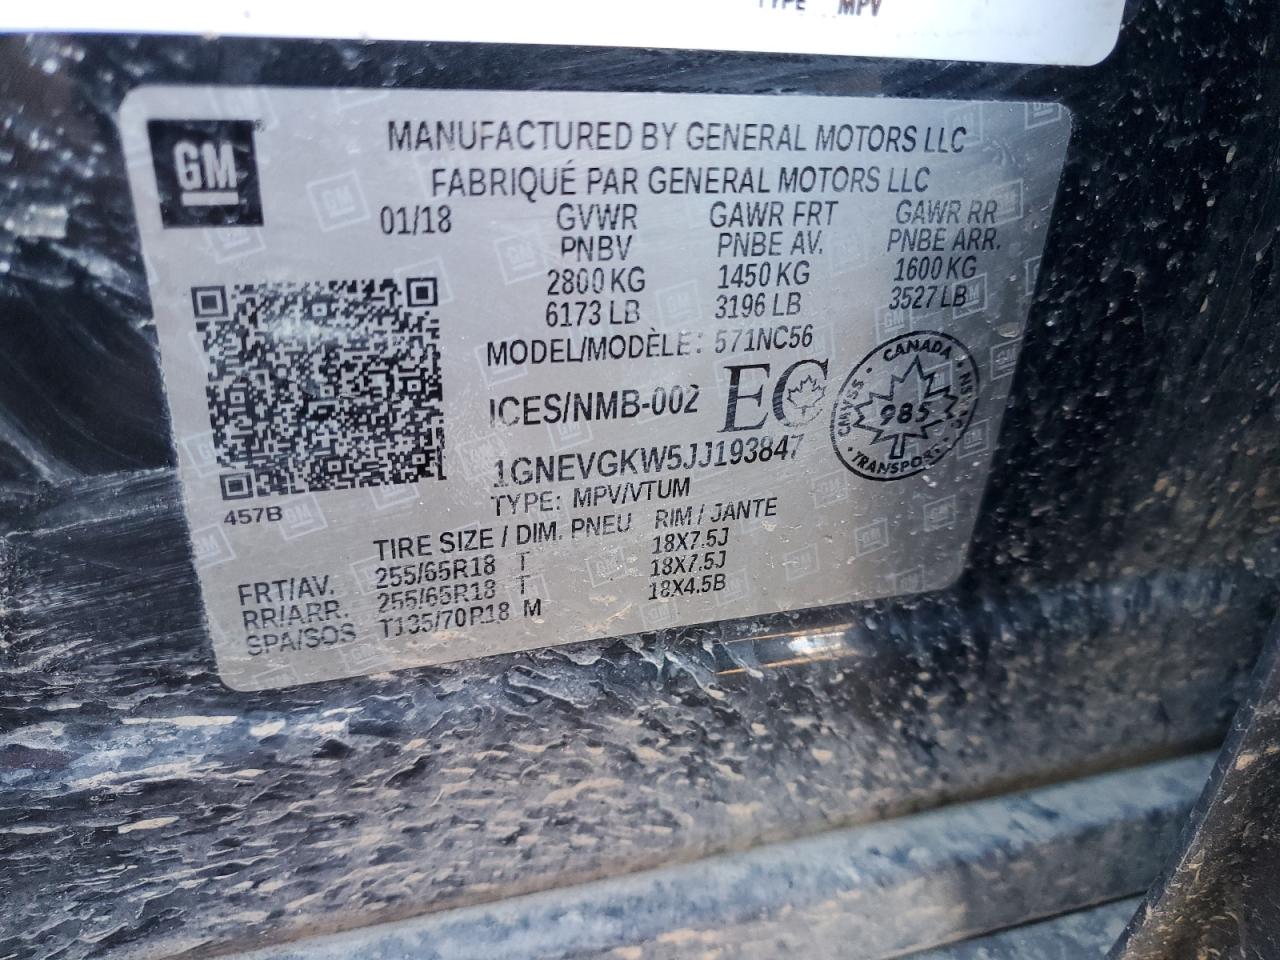 TYPE MPV
GM
MANUFACTURED BY GENERAL MOTORS LLC
FABRIQUÉ PAR GENERAL MOTORS LLC
01/18 GVWR GAWR FRT GAWR RR
PNBV PNBE AV. PNBE ARR.
2800 KG 1450 KG 1600 KG
6173 LB 3196 LB 3527 LB
MODEL/MODÈLE: 571NC56
ICES/NMB-002 EC
CANADA
CMVSS NSVAC
985
TRANSPORT
1GNEVGKW5JJ193847
457B
TYPE: MPV/VTUM
TIRE SIZE / DIM. PNEU RIM / JANTE
FRT/AV. 255/65R18 T 18X7.5J
RR/ARR. 255/65R18 T 18X7.5J
SPA/SOS T135/70R18 M 18X4.5B